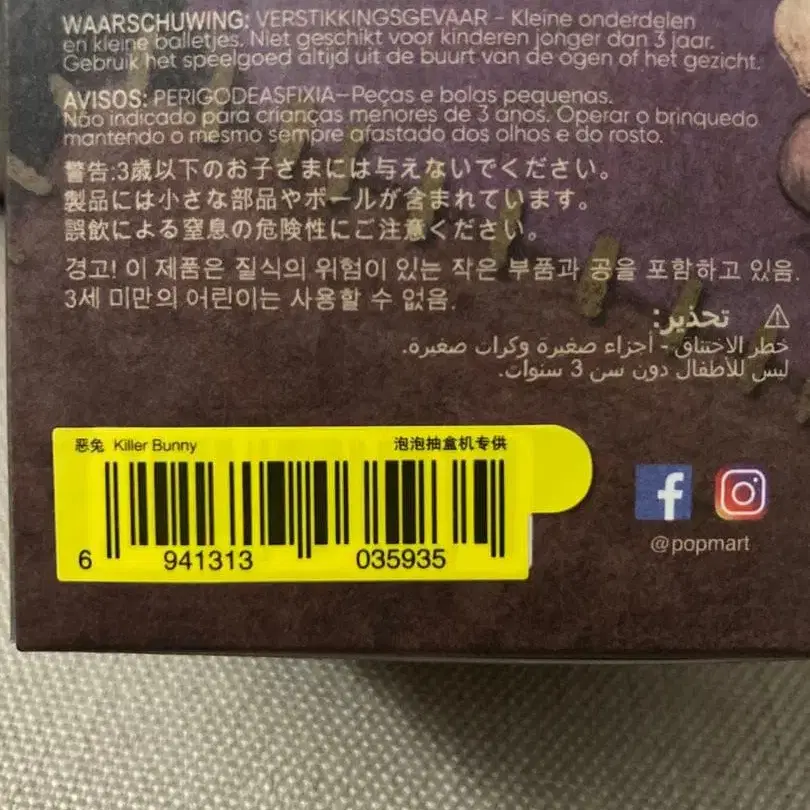 WAARSCHUWING: VERSTIKKINGSGEVAAR – Kleine onderdelen
en kleine balletjes. Niet geschikt voor kinderen jonger dan 3 jaar.
Gebruik het speelgoed altijd uit de buurt van de ogen of het gezicht.
AVISOS: PERIGODEASFIXIA—Peças e bolas pequenas.
Não indicado para crianças menores de 3 anos. Operar o brinquedo
mantendo o mesmo sempre afastado dos olhos e do rosto.
警告:3歳以下のお子さまには与えないでください。
製品には小さな部品やボールが含まれています。
誤飲による窒息の危険性にご注意ください。
경고! 이 제품은 질식의 위험이 있는 작은 부품과 공을 포함하고 있음.
3세 미만의 어린이는 사용할 수 없음.
⚠ تحذير:
خطر الاختناق - أجزاء صغيرة وكرات صغيرة.
ليس للأطفال دون سن 3 سنوات.
恶兔 Killer Bunny 泡泡抽盒机专供
6 941313 035935
@popmart